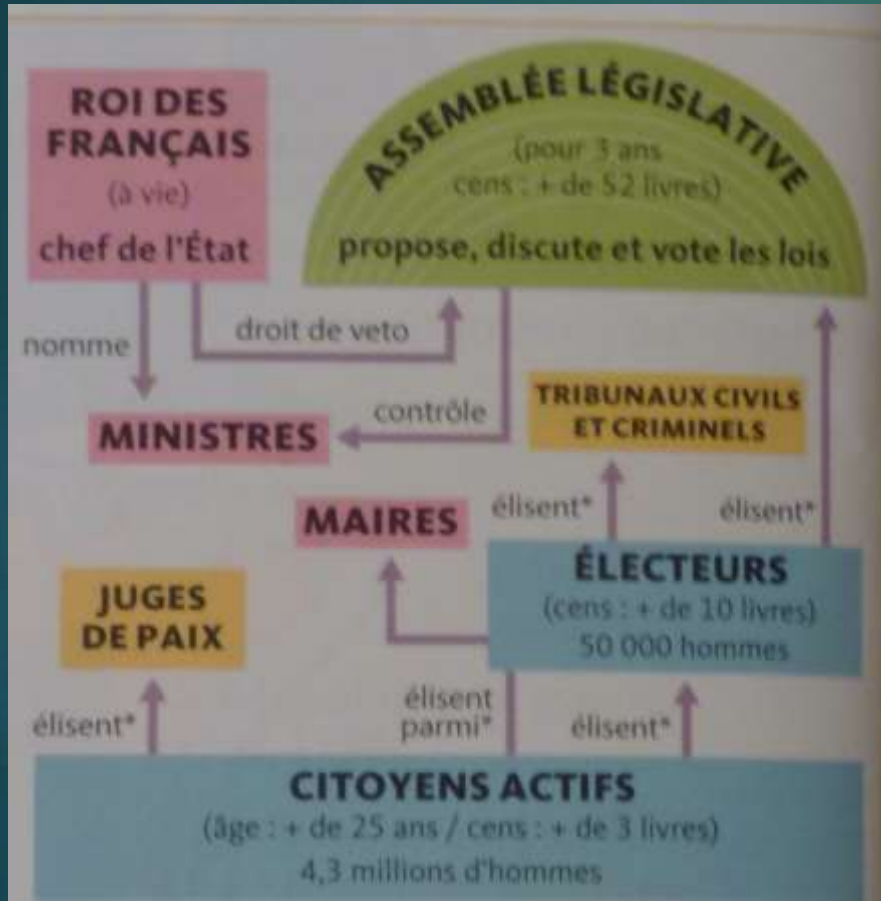 ROI DES
FRANÇAIS
(à vie)
chef de l'État
ASSEMBLÉE LÉGISLATIVE
(pour 3 ans
cens : + de 52 livres)
propose, discute et vote les lois
nomme
droit de veto
contrôle
MINISTRES
TRIBUNAUX CIVILS
ET CRIMINELS
élisent*
élisent*
MAIRES
ÉLECTEURS
(cens : + de 10 livres)
50 000 hommes
JUGES
DE PAIX
élisent*
élisent
parmi*
élisent*
CITOYENS ACTIFS
(âge : + de 25 ans / cens : + de 3 livres)
4,3 millions d'hommes